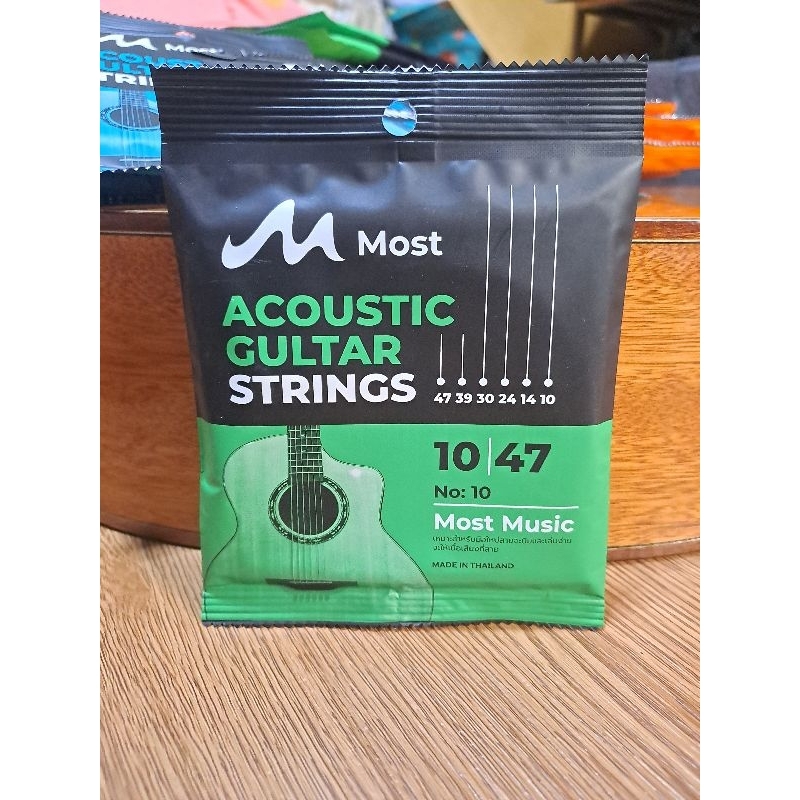 Most
Most
ACOUSTIC
GULTAR
STRINGS
47 39 30 24 14 10
10|47
No: 10
Most Music
MADE IN THAILAND